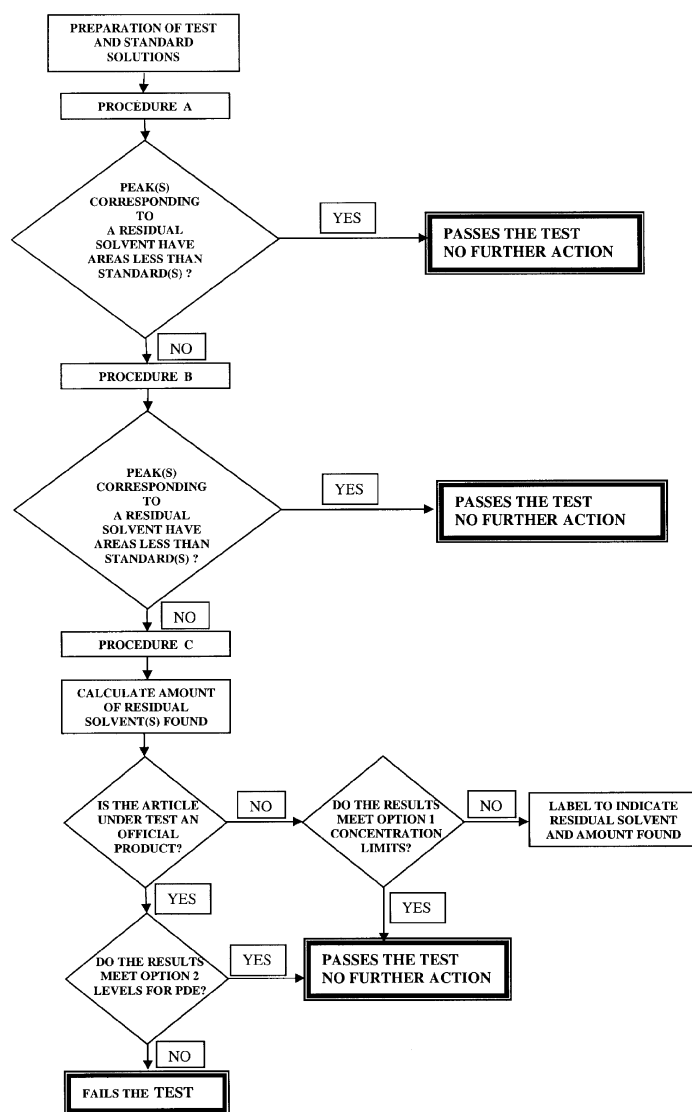 PREPARATION OF TEST
AND STANDARD
SOLUTIONS
PROCEDURE A
PEAK(S)
CORRESPONDING
TO
A RESIDUAL
SOLVENT HAVE
AREAS LESS THAN
STANDARD(S) ?
YES
PASSES THE TEST
NO FURTHER ACTION
NO
PROCEDURE B
PEAK(S)
CORRESPONDING
TO
A RESIDUAL
SOLVENT HAVE
AREAS LESS THAN
STANDARD(S) ?
YES
PASSES THE TEST
NO FURTHER ACTION
NO
PROCEDURE C
CALCULATE AMOUNT
OF RESIDUAL
SOLVENT(S) FOUND
IS THE ARTICLE
UNDER TEST AN
OFFICIAL
PRODUCT?
NO
DO THE RESULTS
MEET OPTION 1
CONCENTRATION
LIMITS?
NO
LABEL TO INDICATE
RESIDUAL SOLVENT
AND AMOUNT FOUND
YES
YES
DO THE RESULTS
MEET OPTION 2
LEVELS FOR PDE?
YES
PASSES THE TEST
NO FURTHER ACTION
NO
FAILS THE TEST